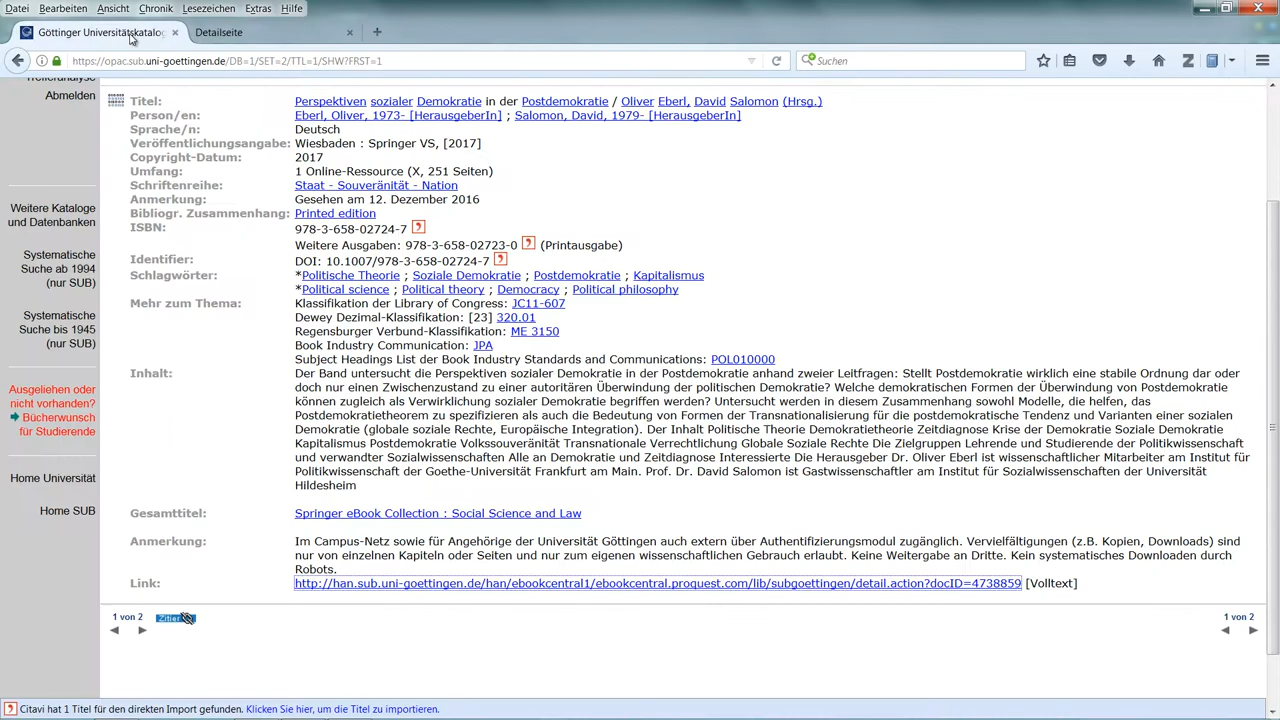 Datei Bearbeiten Ansicht Chronik Lesezeichen Extras Hilfe
Göttinger Universitätskatalog Detailseite
https://opac.sub.uni-goettingen.de/DB=1/SET=2/TTL=1/SHW?FRST=1 Suchen
Trefferanalyse
Abmelden
Weitere Kataloge
und Datenbanken
Systematische
Suche ab 1994
(nur SUB)
Systematische
Suche bis 1945
(nur SUB)
Ausgeliehen oder
nicht vorhanden?
Bücherwunsch
für Studierende
Home Universität
Home SUB
Titel: Perspektiven sozialer Demokratie in der Postdemokratie / Oliver Eberl, David Salomon (Hrsg.)
Person/en: Eberl, Oliver, 1973- [HerausgeberIn] ; Salomon, David, 1979- [HerausgeberIn]
Sprache/n: Deutsch
Veröffentlichungsangabe: Wiesbaden : Springer VS, [2017]
Copyright-Datum: 2017
Umfang: 1 Online-Ressource (X, 251 Seiten)
Schriftenreihe: Staat - Souveränität - Nation
Anmerkung: Gesehen am 12. Dezember 2016
Bibliogr. Zusammenhang: Printed edition
ISBN: 978-3-658-02724-7
Weitere Ausgaben: 978-3-658-02723-0 (Printausgabe)
Identifier: DOI: 10.1007/978-3-658-02724-7
Schlagwörter: *Politische Theorie ; Soziale Demokratie ; Postdemokratie ; Kapitalismus
*Political science ; Political theory ; Democracy ; Political philosophy
Mehr zum Thema: Klassifikation der Library of Congress: JC11-607
Dewey Dezimal-Klassifikation: [23] 320.01
Regensburger Verbund-Klassifikation: ME 3150
Book Industry Communication: JPA
Subject Headings List der Book Industry Standards and Communications: POL010000
Inhalt: Der Band untersucht die Perspektiven sozialer Demokratie in der Postdemokratie anhand zweier Leitfragen: Stellt Postdemokratie wirklich eine stabile Ordnung dar oder
doch nur einen Zwischenzustand zu einer autoritären Überwindung der politischen Demokratie? Welche demokratischen Formen der Überwindung von Postdemokratie
können zugleich als Verwirklichung sozialer Demokratie begriffen werden? Untersucht werden in diesem Zusammenhang sowohl Modelle, die helfen, das
Postdemokratietheorem zu spezifizieren als auch die Bedeutung von Formen der Transnationalisierung für die postdemokratische Tendenz und Varianten einer sozialen
Demokratie (globale soziale Rechte, Europäische Integration). Der Inhalt Politische Theorie Demokratietheorie Zeitdiagnose Krise der Demokratie Soziale Demokratie
Kapitalismus Postdemokratie Volkssouveränität Transnationale Verrechtlichung Globale Soziale Rechte Die Zielgruppen Lehrende und Studierende der Politikwissenschaft
und verwandter Sozialwissenschaften Alle an Demokratie und Zeitdiagnose Interessierte Die Herausgeber Dr. Oliver Eberl ist wissenschaftlicher Mitarbeiter am Institut für
Politikwissenschaft der Goethe-Universität Frankfurt am Main. Prof. Dr. David Salomon ist Gastwissenschaftler am Institut für Sozialwissenschaften der Universität
Hildesheim
Gesamttitel: Springer eBook Collection : Social Science and Law
Anmerkung: Im Campus-Netz sowie für Angehörige der Universität Göttingen auch extern über Authentifizierungsmodul zugänglich. Vervielfältigungen (z.B. Kopien, Downloads) sind
nur von einzelnen Kapiteln oder Seiten und nur zum eigenen wissenschaftlichen Gebrauch erlaubt. Keine Weitergabe an Dritte. Kein systematisches Downloaden durch
Robots.
Link: http://han.sub.uni-goettingen.de/han/ebookcentral1/ebookcentral.proquest.com/lib/subgoettingen/detail.action?docID=4738859 [Volltext]
1 von 2 1 von 2
Citavi hat 1 Titel für den direkten Import gefunden. Klicken Sie hier, um die Titel zu importieren.